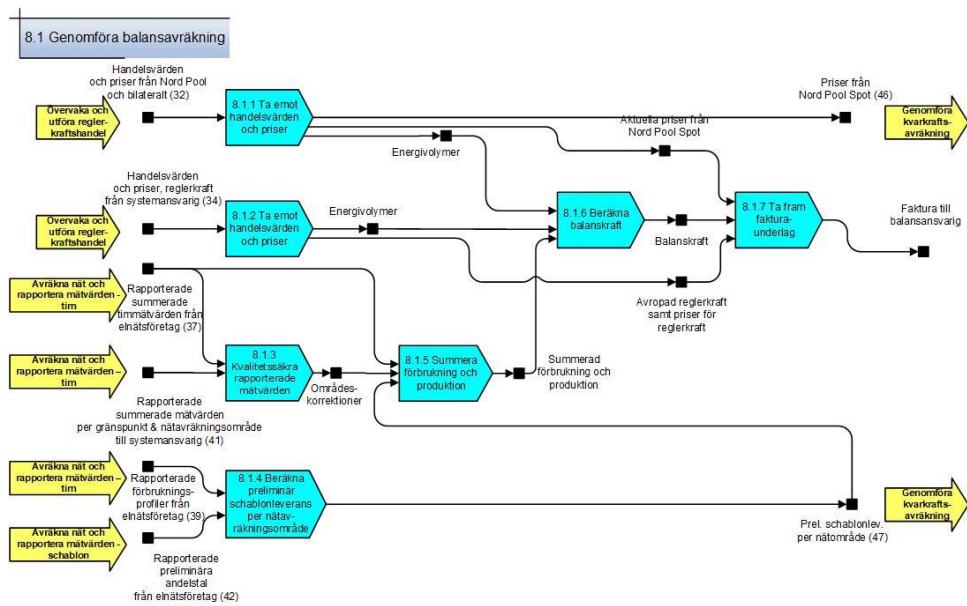 8.1 Genomföra balansavräkning
Handelsvärden
och priser från Nord Pool
och bilateralt (32)
Övervaka och
utföra regler-
kraftshandel
8.1.1 Ta emot
handelsvärden
och priser
Priser från
Nord Pool Spot (46)
Genomföra
kvarkrafts-
avräkning
Energivolymer
Aktuella priser från
Nord Pool Spot
Handelsvärden
och priser, reglerkraft
från systemansvarig (34)
Övervaka och
utföra regler-
kraftshandel
8.1.2 Ta emot
handelsvärden
och priser
Energivolymer
8.1.6 Beräkna
balanskraft
Balanskraft
8.1.7 Ta fram
faktura-
underlag
Faktura till
balansansvarig
Avräkna nät och
rapportera mätvärden -
tim
Rapporterade
summerade
timmätvärden från
elnätsföretag (37)
Avropad reglerkraft
samt priser för
reglerkraft
Avräkna nät och
rapportera mätvärden –
tim
8.1.3
Kvalitetssäkra
rapporterade
mätvärden
Områdes-
korrektioner
8.1.5 Summera
förbrukning och
produktion
Summerad
förbrukning och
produktion
Rapporterade
summerade mätvärden
per gränspunkt & nätavräkningsområde
till systemansvarig (41)
Avräkna nät och
rapportera mätvärden –
tim
Rapporterade
förbruknings-
profiler från
elnätsföretag (39)
8.1.4 Beräkna
preliminär
schablonleverans
per nätav-
räkningsområde
Genomföra
kvarkrafts-
avräkning
Prel. schablonlev.
per nätområde (47)
Avräkna nät och
rapportera mätvärden -
schablon
Rapporterade
preliminära
andelstal
från elnätsföretag (42)